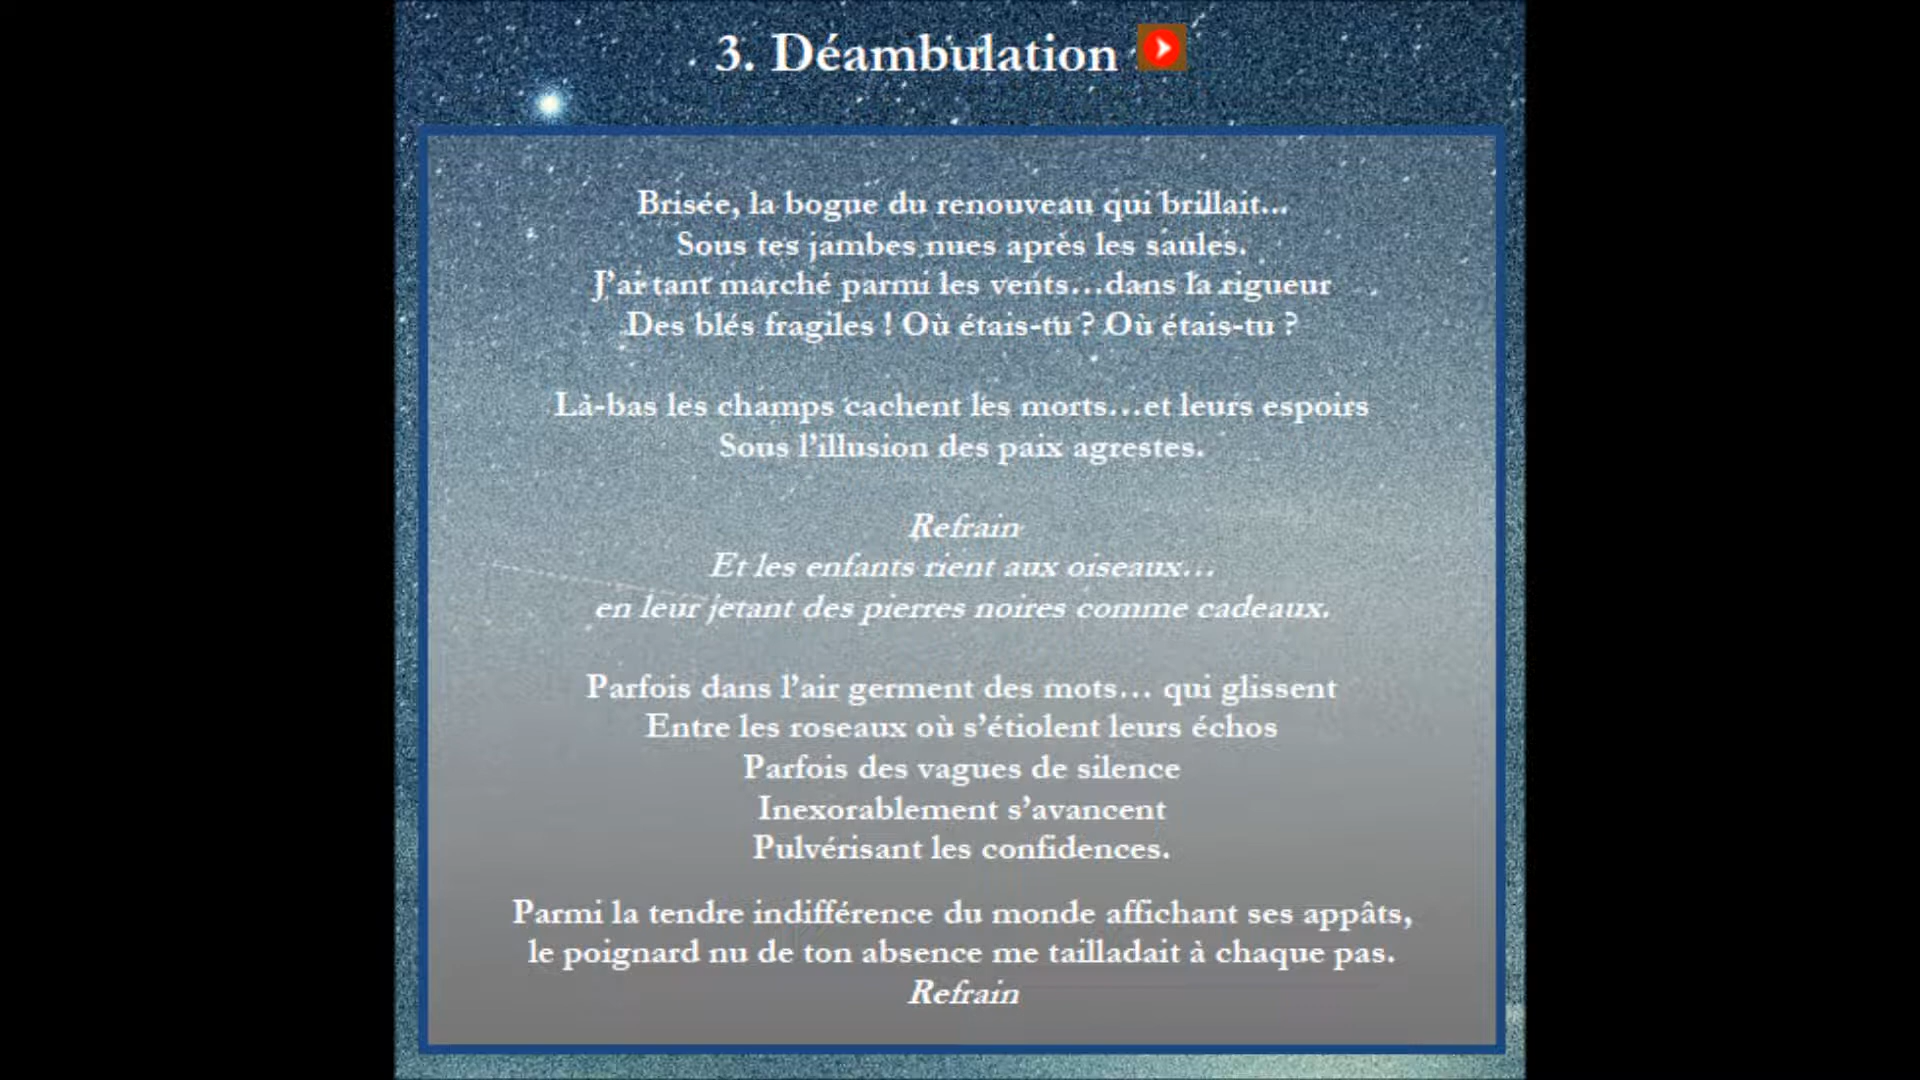 3. Déambulation
Brisée, la bogue du renouveau qui brillait...
Sous tes jambes nues après les saules.
J’ai tant marché parmi les vents…dans la rigueur
Des blés fragiles ! Où étais-tu ? Où étais-tu ?
Là-bas les champs cachent les morts…et leurs espoirs
Sous l’illusion des paix agrestes.
Refrain
Et les enfants rient aux oiseaux…
en leur jetant des pierres noires comme cadeaux.
Parfois dans l’air germent des mots… qui glissent
Entre les roseaux où s’étiolent leurs échos
Parfois des vagues de silence
Inexorablement s’avancent
Pulvérisant les confidences.
Parmi la tendre indifférence du monde affichant ses appâts,
le poignard nu de ton absence me tailladait à chaque pas.
Refrain